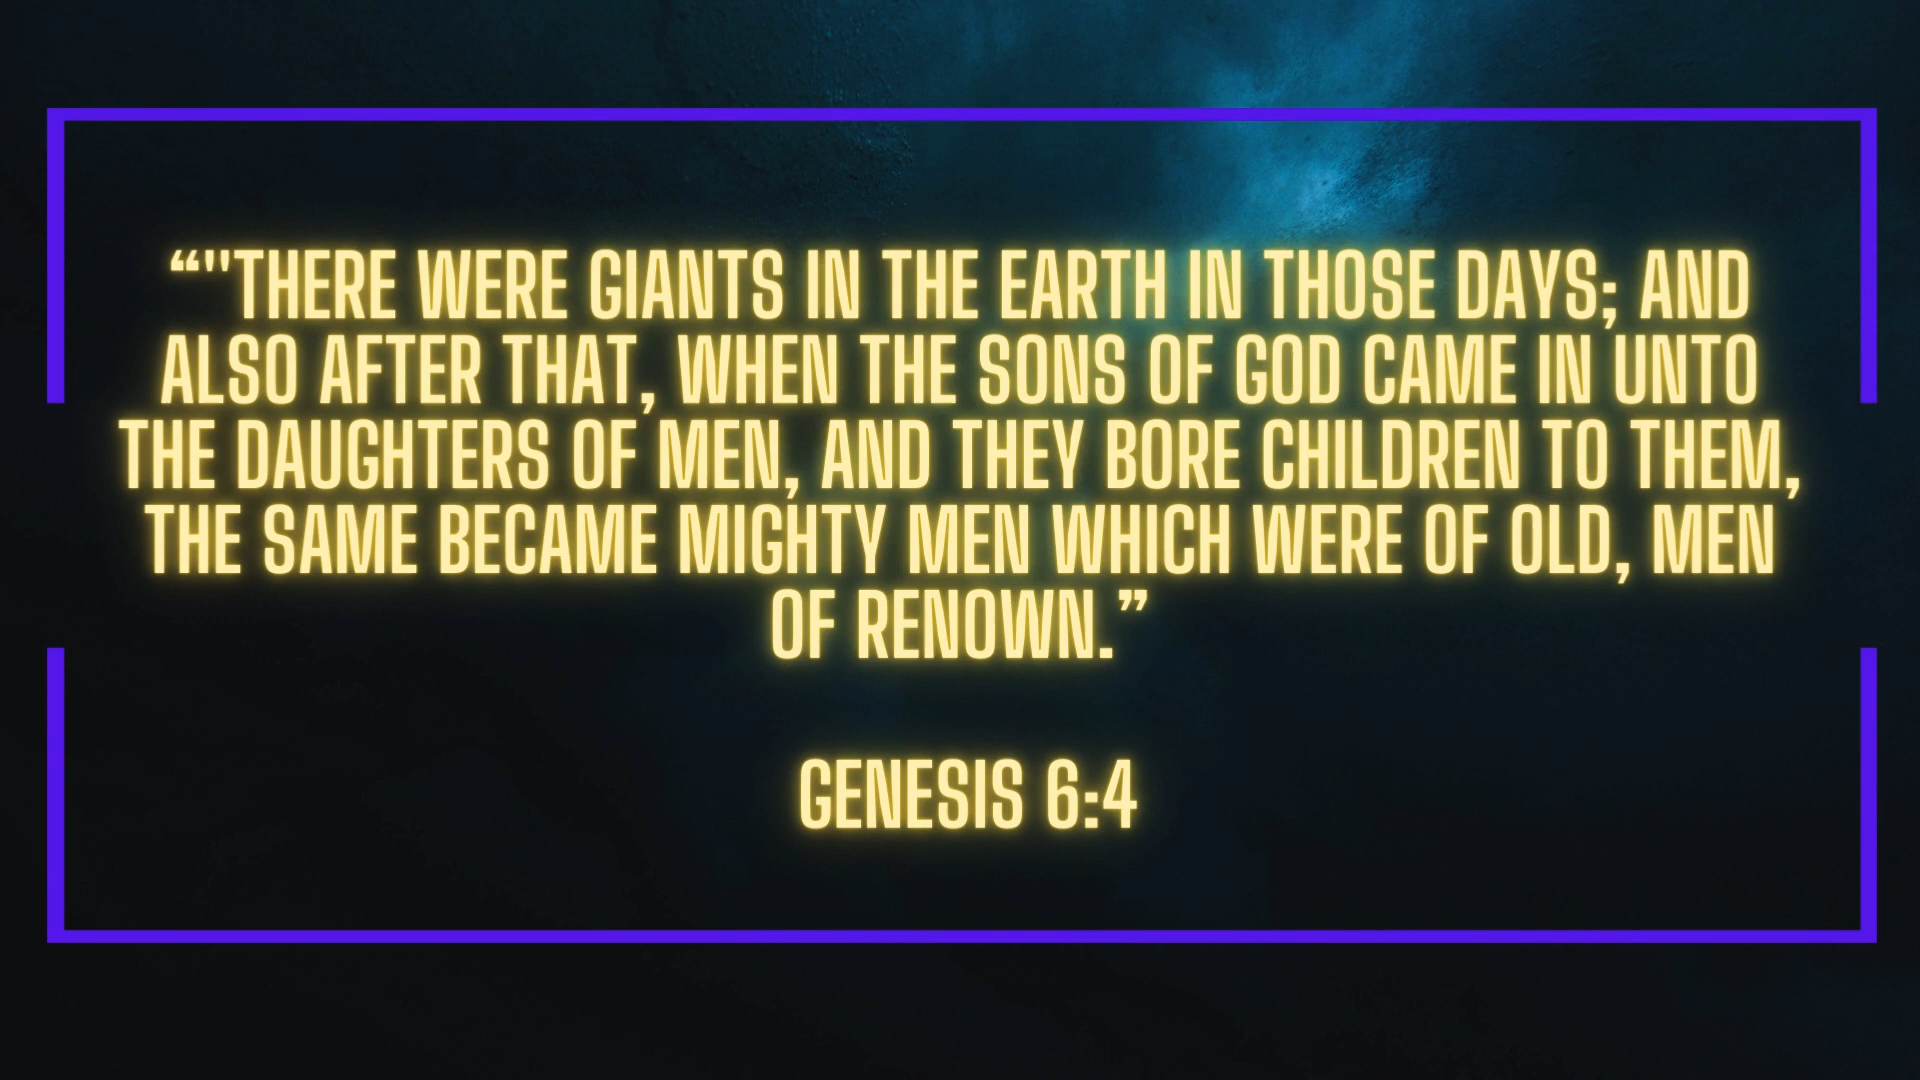 “"THERE WERE GIANTS IN THE EARTH IN THOSE DAYS; AND
ALSO AFTER THAT, WHEN THE SONS OF GOD CAME IN UNTO
THE DAUGHTERS OF MEN, AND THEY BORE CHILDREN TO THEM,
THE SAME BECAME MIGHTY MEN WHICH WERE OF OLD, MEN
OF RENOWN.”
GENESIS 6:4